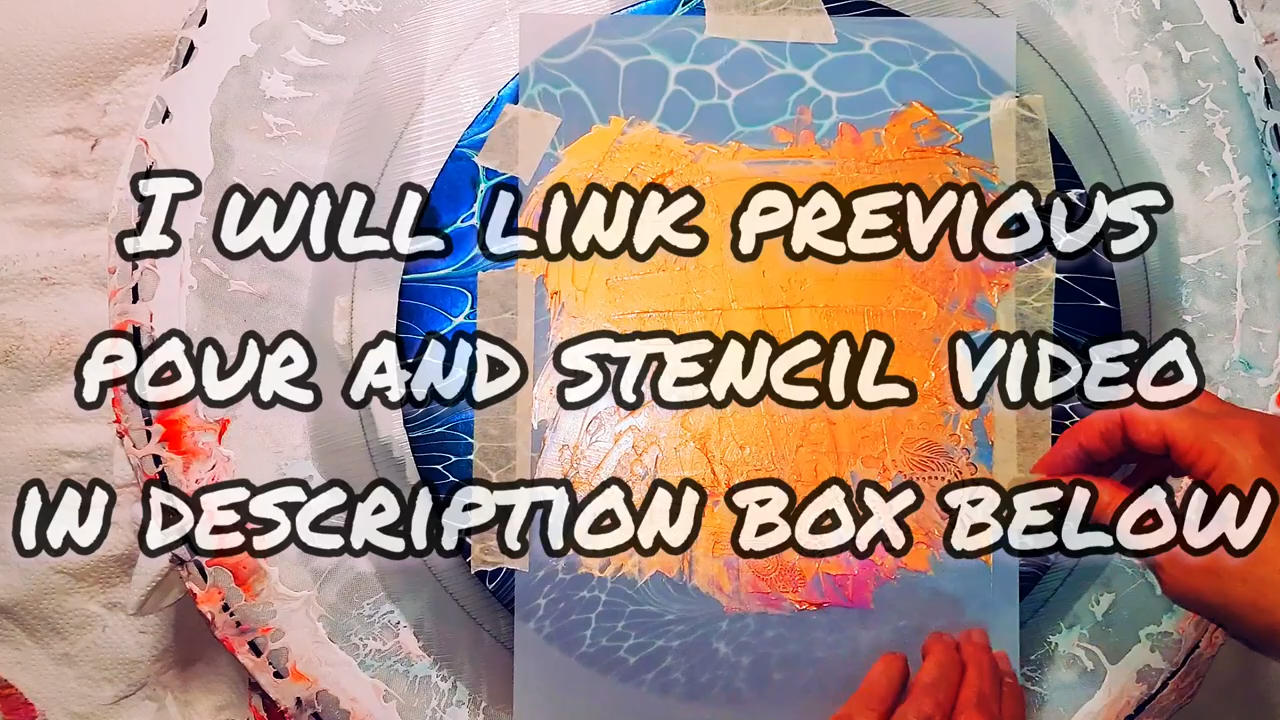 I WILL LINK PREVIOUS
POUR AND STENCIL VIDEO
IN DESCRIPTION BOX BELOW